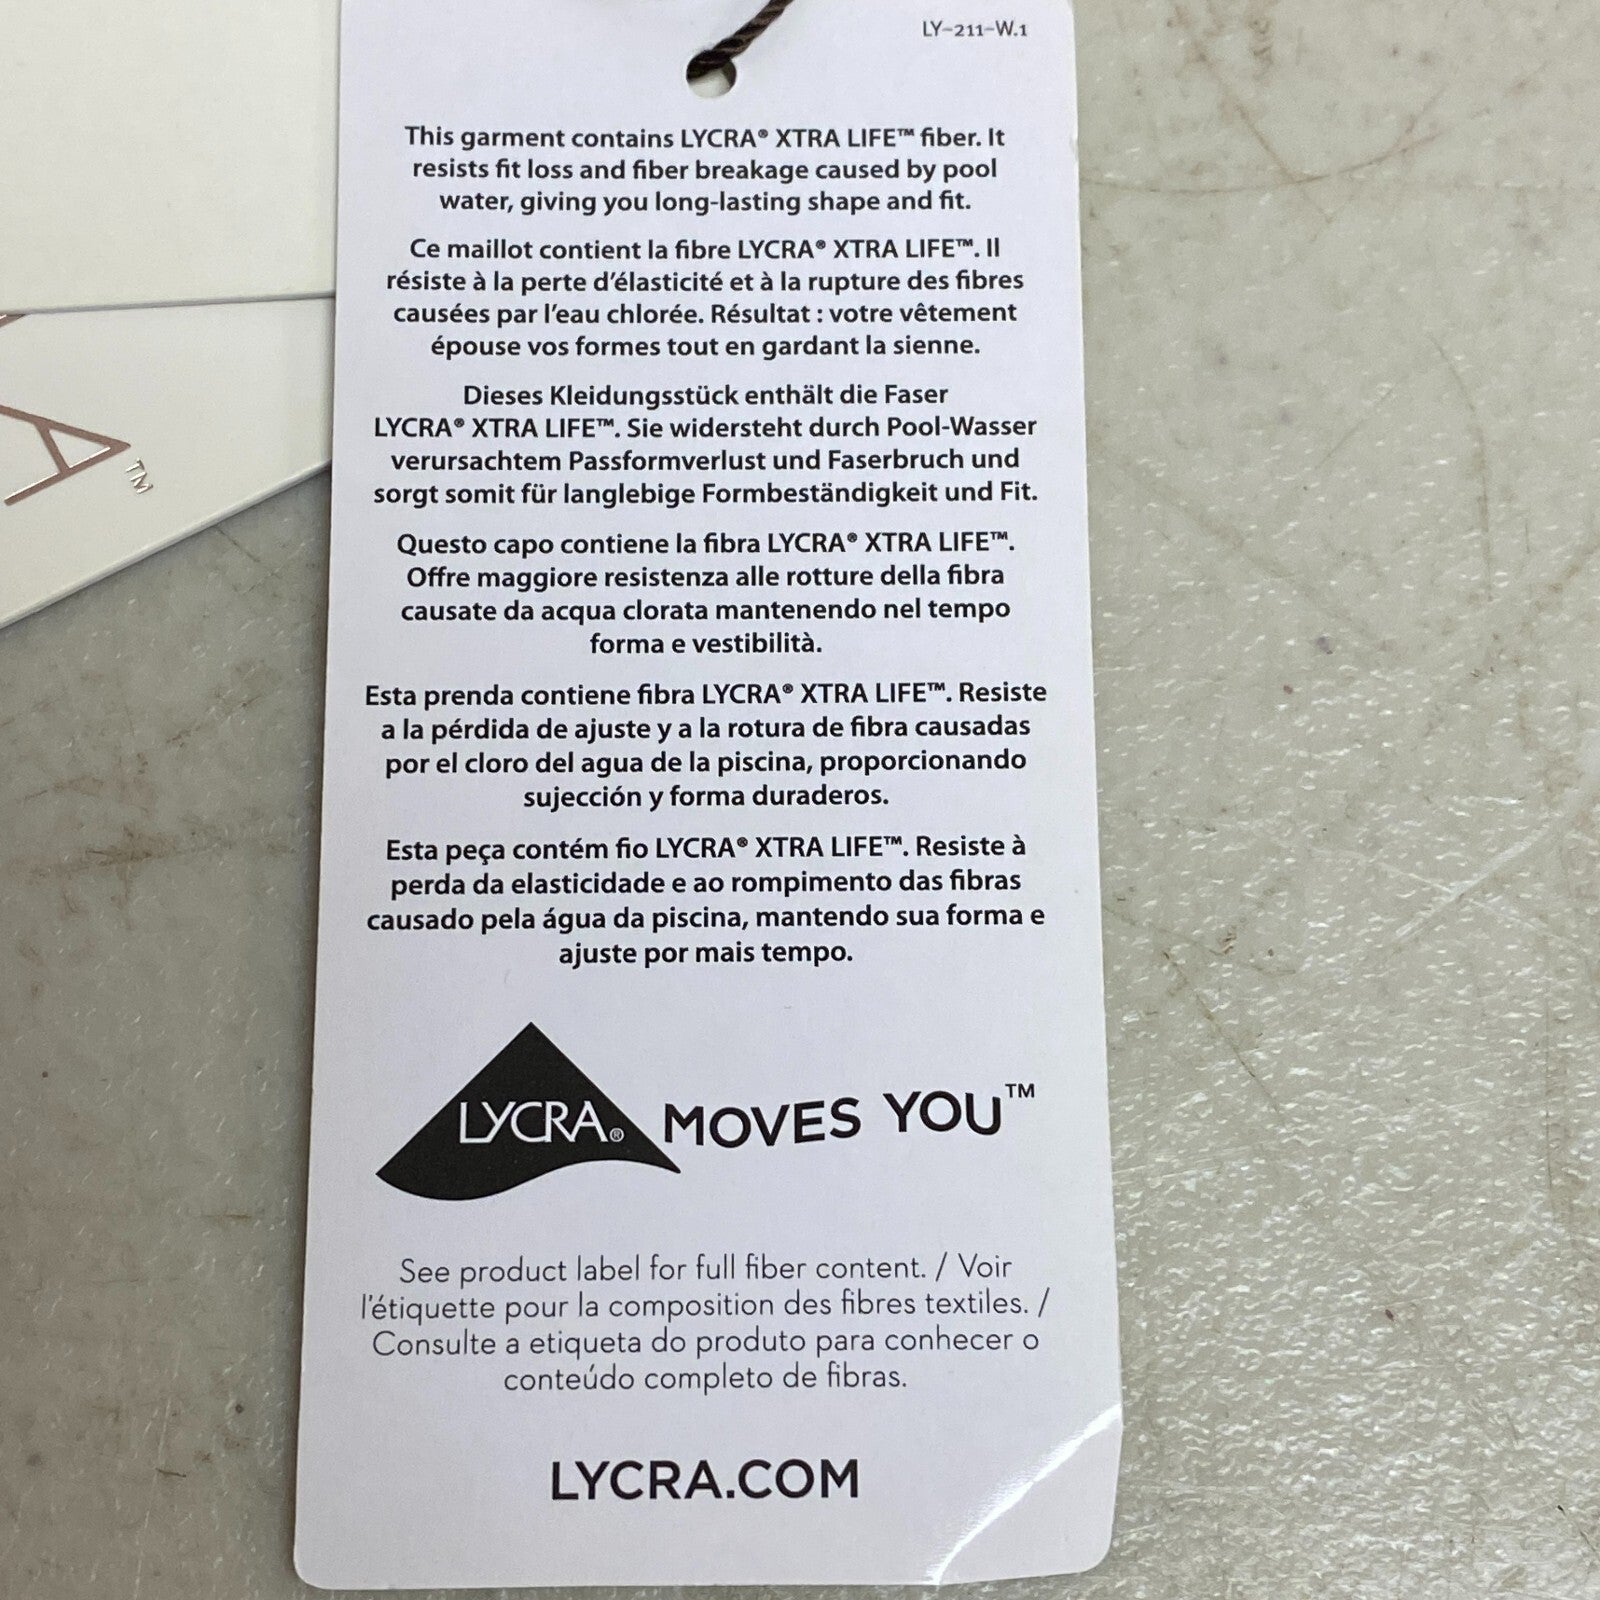 LY-211-W.1
This garment contains LYCRA® XTRA LIFE™ fiber. It
resists fit loss and fiber breakage caused by pool
water, giving you long-lasting shape and fit.
Ce maillot contient la fibre LYCRA® XTRA LIFE™. Il
résiste à la perte d'élasticité et à la rupture des fibres
causées par l'eau chlorée. Résultat : votre vêtement
épouse vos formes tout en gardant la sienne.
Dieses Kleidungsstück enthält die Faser
LYCRA® XTRA LIFE™. Sie widersteht durch Pool-Wasser
verursachtem Passformverlust und Faserbruch und
sorgt somit für langlebige Formbeständigkeit und Fit.
Questo capo contiene la fibra LYCRA® XTRA LIFE™.
Offre maggiore resistenza alle rotture della fibra
causate da acqua clorata mantenendo nel tempo
forma e vestibilità.
Esta prenda contiene fibra LYCRA® XTRA LIFE™. Resiste
a la pérdida de ajuste y a la rotura de fibra causadas
por el cloro del agua de la piscina, proporcionando
sujección y forma duraderos.
Esta peça contém fio LYCRA® XTRA LIFE™. Resiste à
perda da elasticidade e ao rompimento das fibras
causado pela água da piscina, mantendo sua forma e
ajuste por mais tempo.
LYCRA® MOVES YOU™
See product label for full fiber content. / Voir
l'étiquette pour la composition des fibres textiles. /
Consulte a etiqueta do produto para conhecer o
conteúdo completo de fibras.
LYCRA.COM
A™